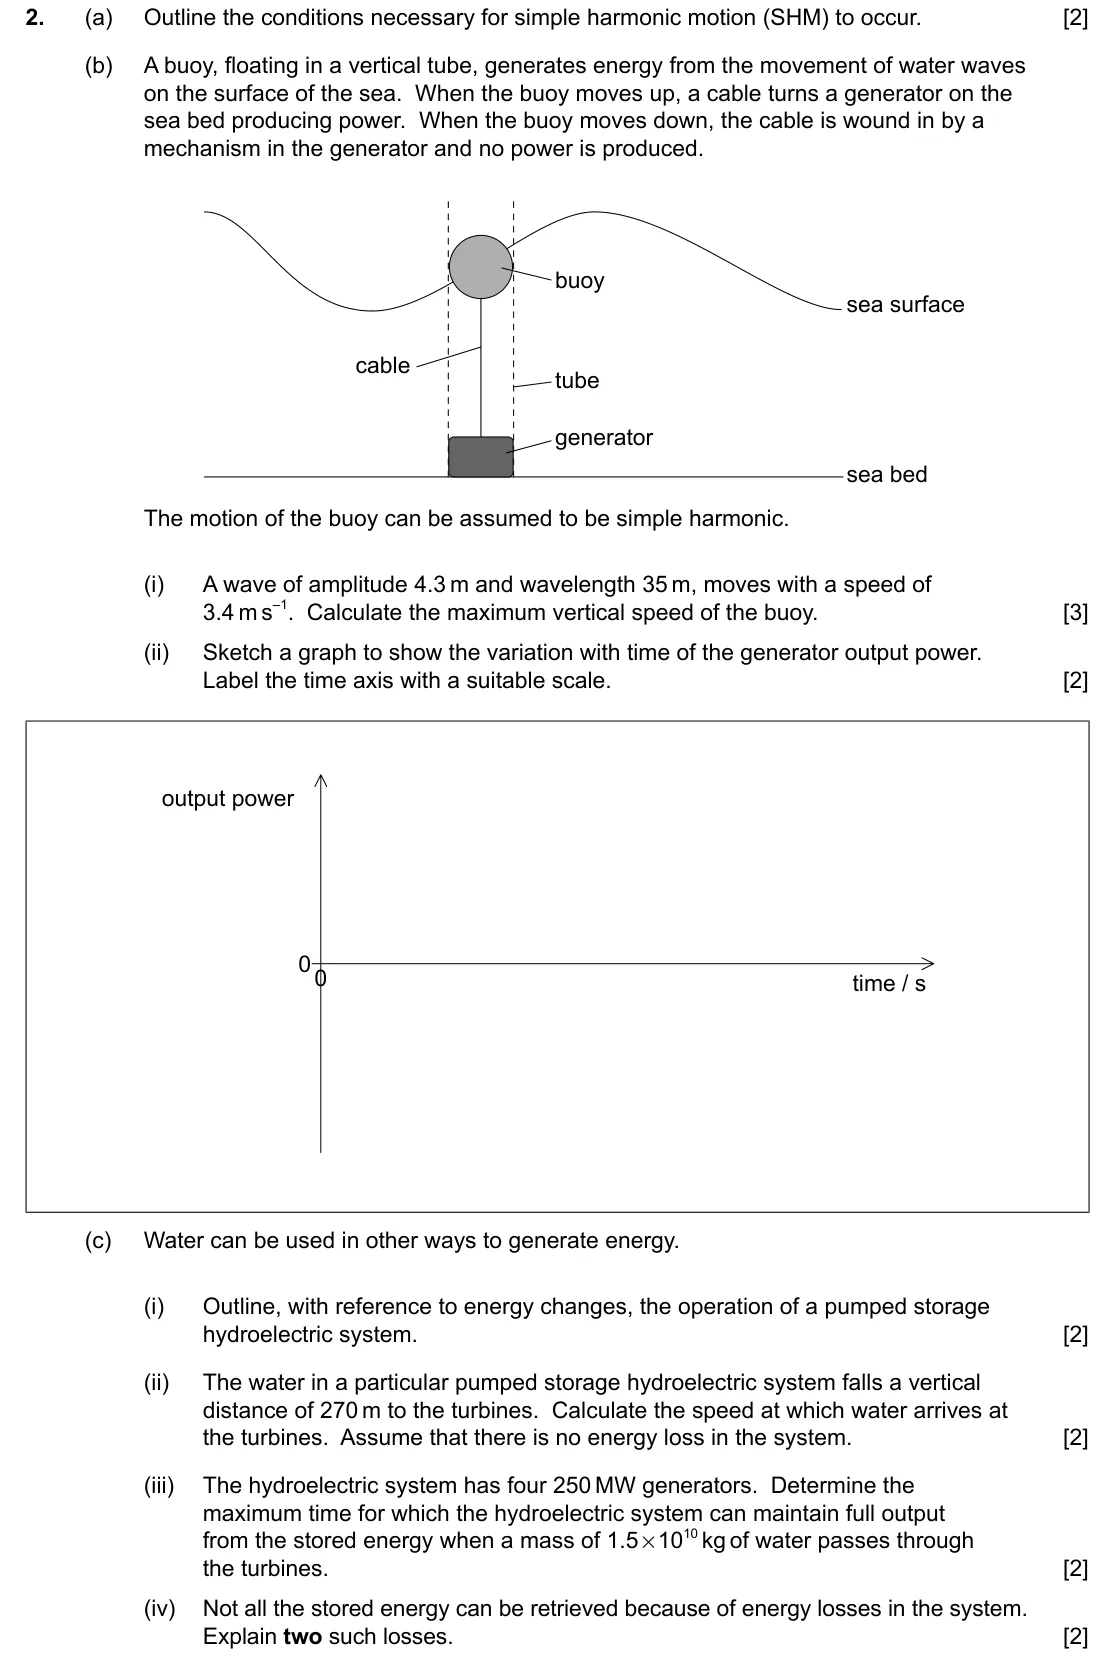 2. (a) Outline the conditions necessary for simple harmonic motion (SHM) to occur. [2]
(b) A buoy, floating in a vertical tube, generates energy from the movement of water waves
on the surface of the sea. When the buoy moves up, a cable turns a generator on the
sea bed producing power. When the buoy moves down, the cable is wound in by a
mechanism in the generator and no power is produced.
buoy
sea surface
cable
tube
generator
sea bed
The motion of the buoy can be assumed to be simple harmonic.
(i) A wave of amplitude 4.3 m and wavelength 35 m, moves with a speed of
3.4 m s⁻¹. Calculate the maximum vertical speed of the buoy. [3]
(ii) Sketch a graph to show the variation with time of the generator output power.
Label the time axis with a suitable scale. [2]
output power
0
0
time / s
(c) Water can be used in other ways to generate energy.
(i) Outline, with reference to energy changes, the operation of a pumped storage
hydroelectric system. [2]
(ii) The water in a particular pumped storage hydroelectric system falls a vertical
distance of 270 m to the turbines. Calculate the speed at which water arrives at
the turbines. Assume that there is no energy loss in the system. [2]
(iii) The hydroelectric system has four 250 MW generators. Determine the
maximum time for which the hydroelectric system can maintain full output
from the stored energy when a mass of 1.5×10¹⁰ kg of water passes through
the turbines. [2]
(iv) Not all the stored energy can be retrieved because of energy losses in the system.
Explain two such losses. [2]